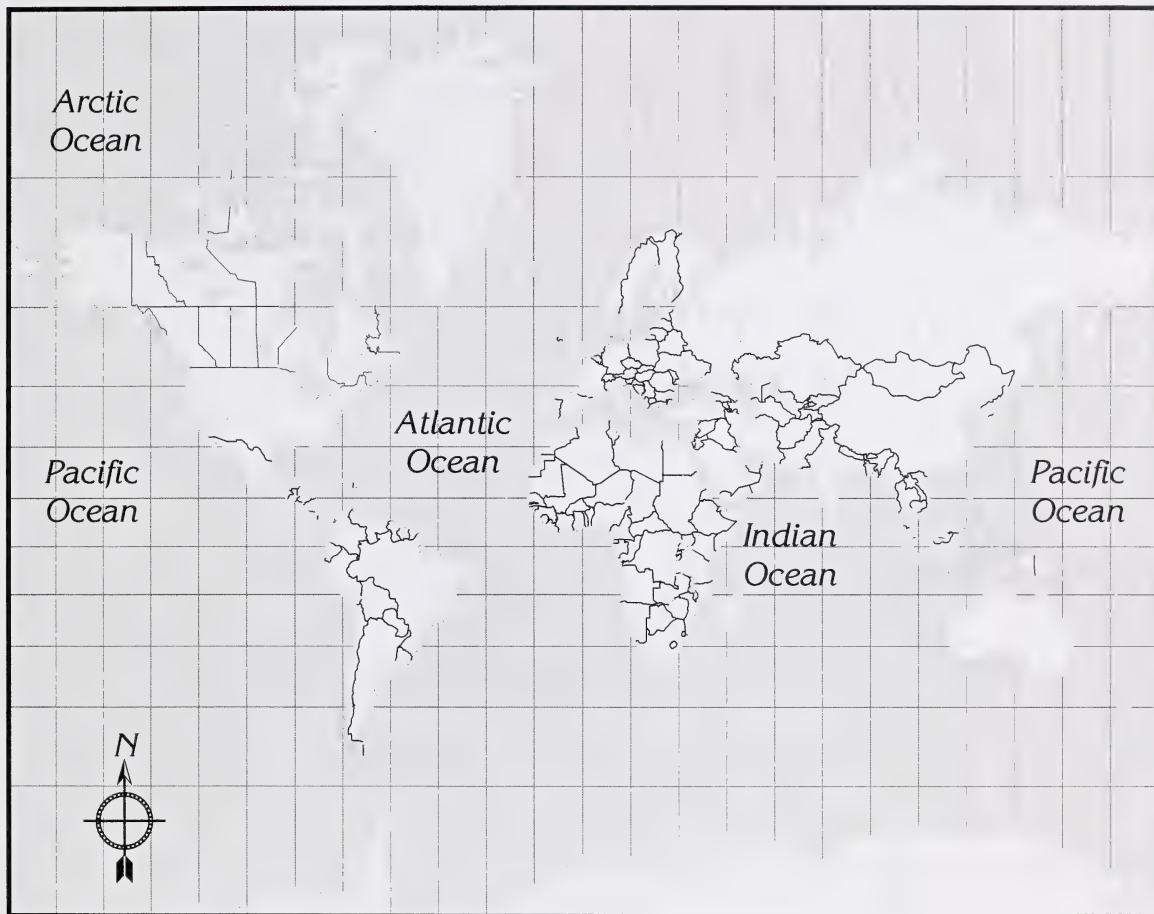 Arctic
Ocean
Atlantic
Ocean
Pacific
Ocean
Pacific
Ocean
Indian
Ocean
N